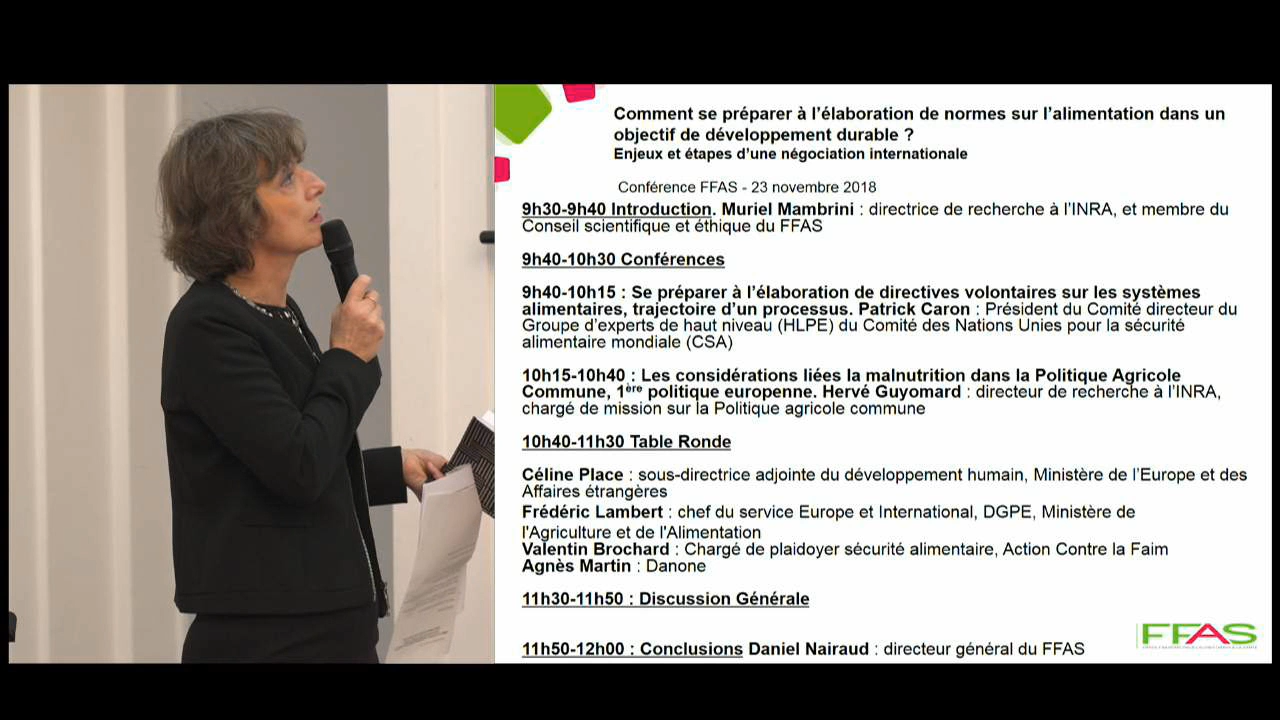 Comment se préparer à l'élaboration de normes sur l'alimentation dans un
objectif de développement durable ?
Enjeux et étapes d'une négociation internationale
Conférence FFAS - 23 novembre 2018
9h30-9h40 Introduction. Muriel Mambrini : directrice de recherche à l'INRA, et membre du
Conseil scientifique et éthique du FFAS
9h40-10h30 Conférences
9h40-10h15 : Se préparer à l'élaboration de directives volontaires sur les systèmes
alimentaires, trajectoire d'un processus. Patrick Caron : Président du Comité directeur du
Groupe d'experts de haut niveau (HLPE) du Comité des Nations Unies pour la sécurité
alimentaire mondiale (CSA)
10h15-10h40 : Les considérations liées la malnutrition dans la Politique Agricole
Commune, 1ère politique europenne. Hervé Guyomard : directeur de recherche à l'INRA,
chargé de mission sur la Politique agricole commune
10h40-11h30 Table Ronde
Céline Place : sous-directrice adjointe du développement humain, Ministère de l'Europe et des
Affaires étrangères
Frédéric Lambert : chef du service Europe et International, DGPE, Ministère de
l'Agriculture et de l'Alimentation
Valentin Brochard : Chargé de plaidoyer sécurité alimentaire, Action Contre la Faim
Agnès Martin : Danone
11h30-11h50 : Discussion Générale
11h50-12h00 : Conclusions Daniel Nairaud : directeur général du FFAS
FFAS